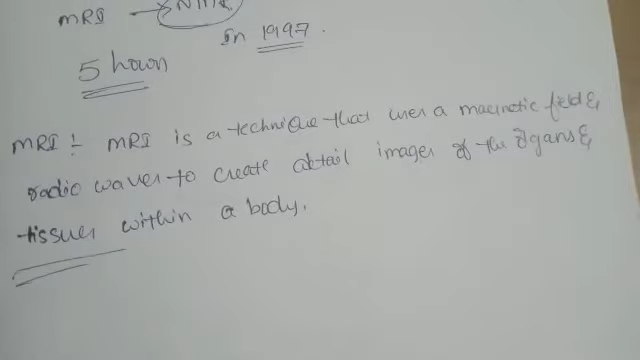 MRI → NMR
In 1997.
5 hours
MRI :- MRI is a technique that uses a magnetic field &
radio waves to create detail images of the organs &
tissues within a body.